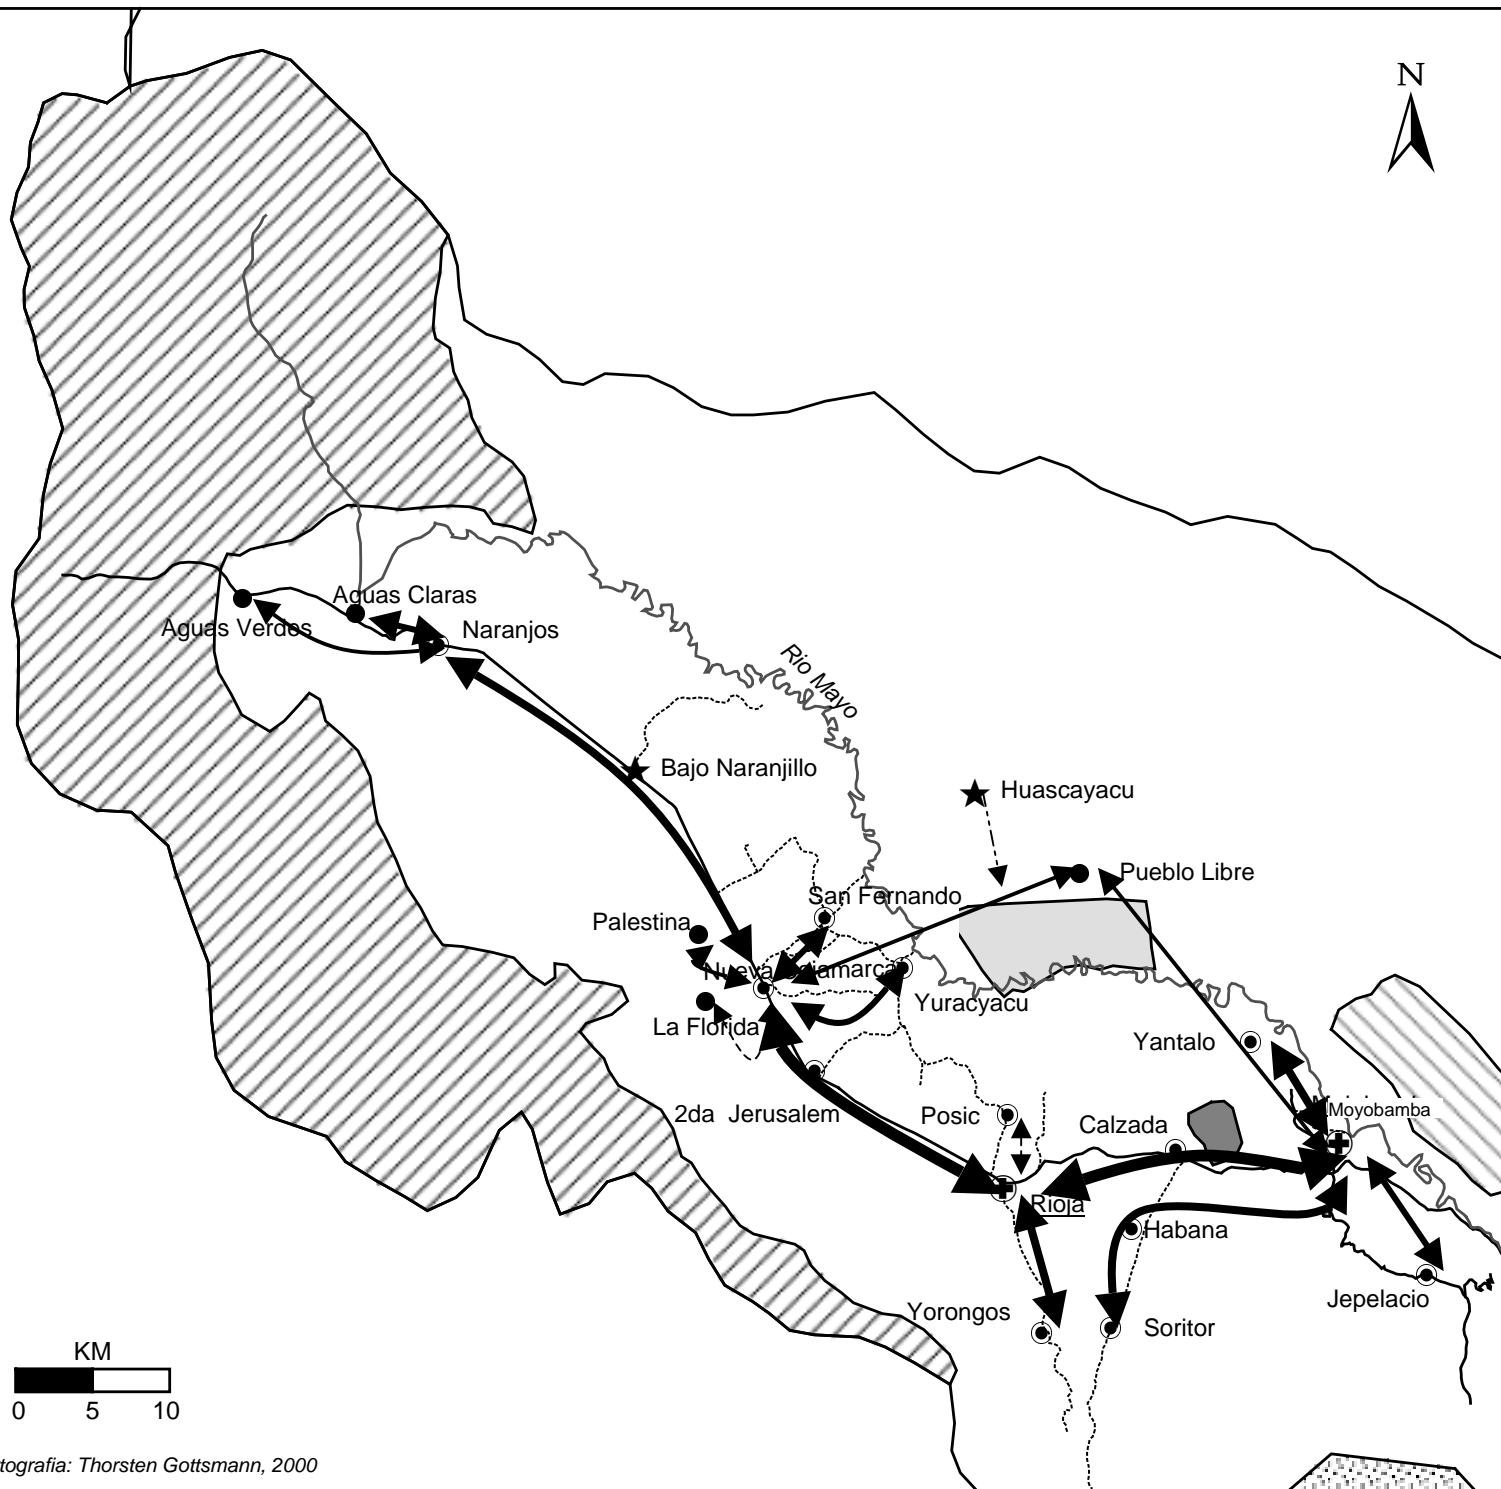 N
Aguas Claras
Aguas Verdes
Naranjos
Rio Mayo
Bajo Naranjillo
Huascayacu
Pueblo Libre
San Fernando
Palestina
Nueva Cajamarca
Yuracyacu
La Florida
Yantalo
2da Jerusalem
Posic
Calzada
Moyobamba
Rioja
Habana
Yorongos
Soritor
Jepelacio
KM
0 5 10
tografia: Thorsten Gottsmann, 2000